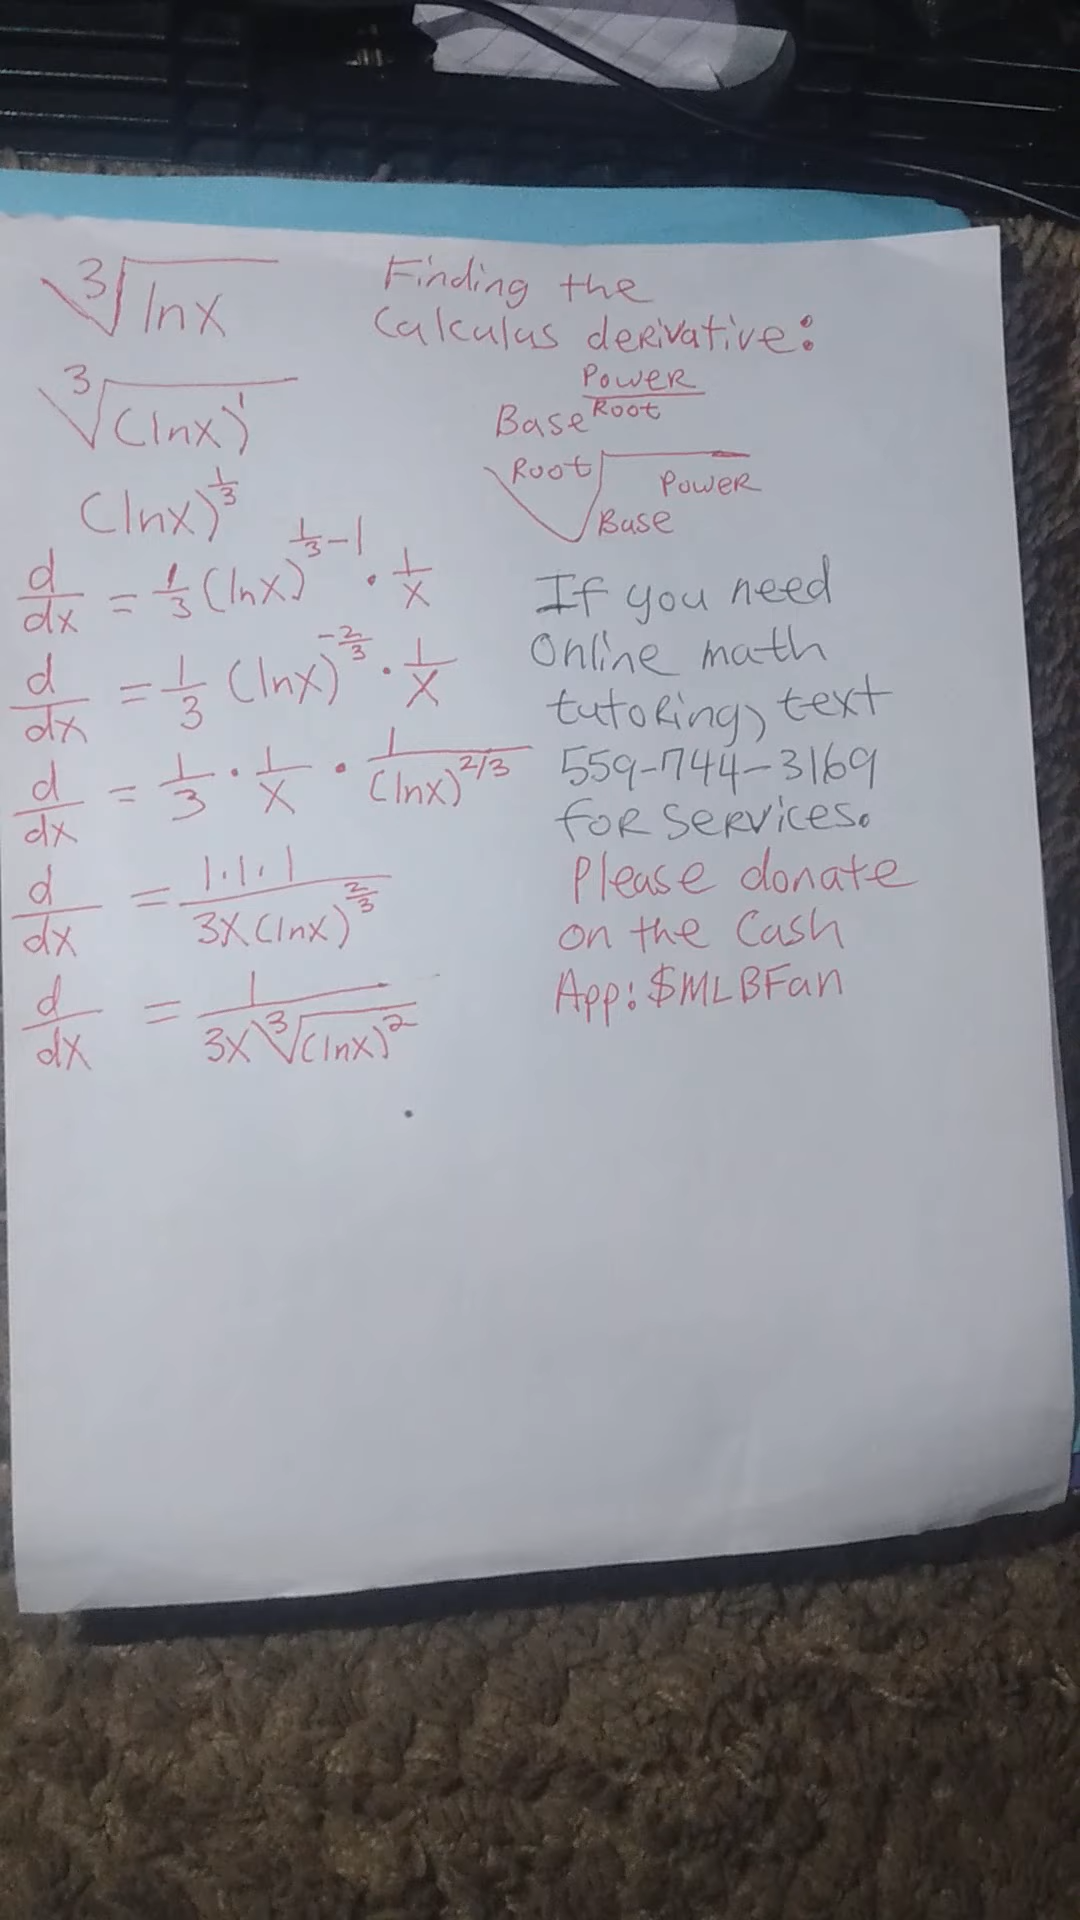 ∛(lnx)
Finding the
Calculus derivative:
∛((lnx)¹)
Power
Base Root
Root Power
Base
(lnx)^(1/3)
d/dx = 1/3 (lnx)^(1/3 - 1) · 1/x
d/dx = 1/3 (lnx)^(-2/3) · 1/x
d/dx = 1/3 · 1/x · 1/(lnx)^(2/3)
d/dx = 1·1·1/(3x(lnx)^(2/3))
d/dx = 1/(3x∛((lnx)²))
If you need
Online math
tutoring, text
559-744-3169
for services.
Please donate
on the Cash
App: $MLBFan